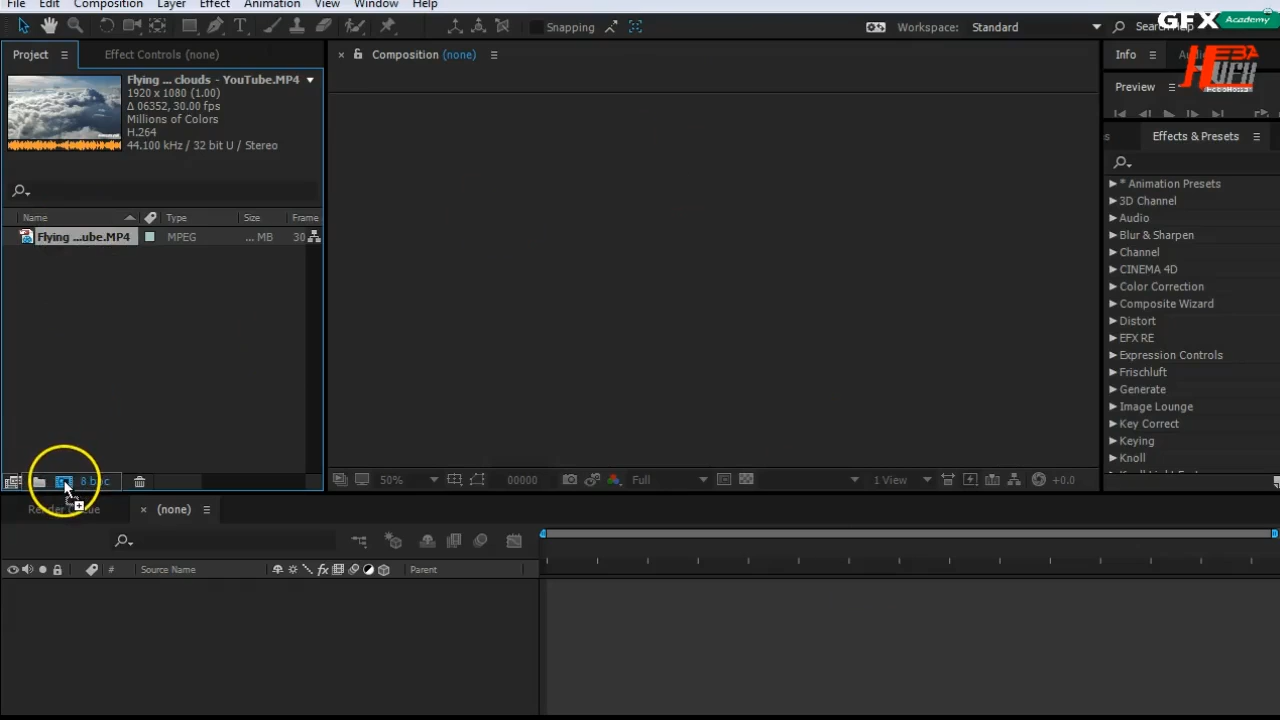 File Edit Composition Layer Effect Animation View Window Help
GFX Academy
Snapping
Workspace: Standard
Project
Effect Controls (none)
Composition (none)
Info
Flying ... clouds - YouTube.MP4
1920 x 1080 (1.00)
Δ 06352, 30.00 fps
Millions of Colors
H.264
44.100 kHz / 32 bit U / Stereo
Preview
Effects & Presets
Name Type Size Frame
Flying ...ube.MP4 MPEG ... MB 30
* Animation Presets
3D Channel
Audio
Blur & Sharpen
Channel
CINEMA 4D
Color Correction
Composite Wizard
Distort
EFX RE
Expression Controls
Frischluft
Generate
Image Lounge
Key Correct
Keying
Knoll
8 bpc
50% 00000 Full 1 View +0.0
(none)
# Source Name Parent